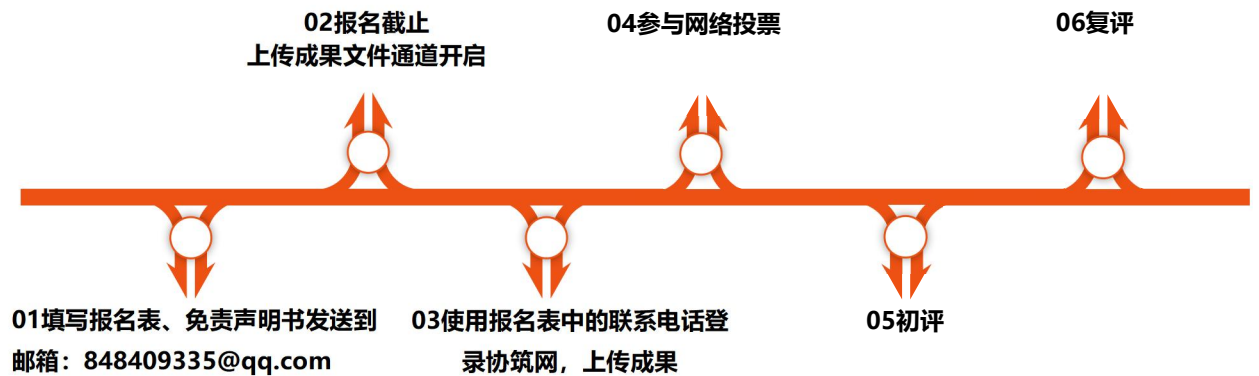 02报名截止
上传成果文件通道开启
04参与网络投票
06复评
01填写报名表、免责声明书发送到
邮箱：848409335@qq.com
03使用报名表中的联系电话登
录协筑网，上传成果
05初评